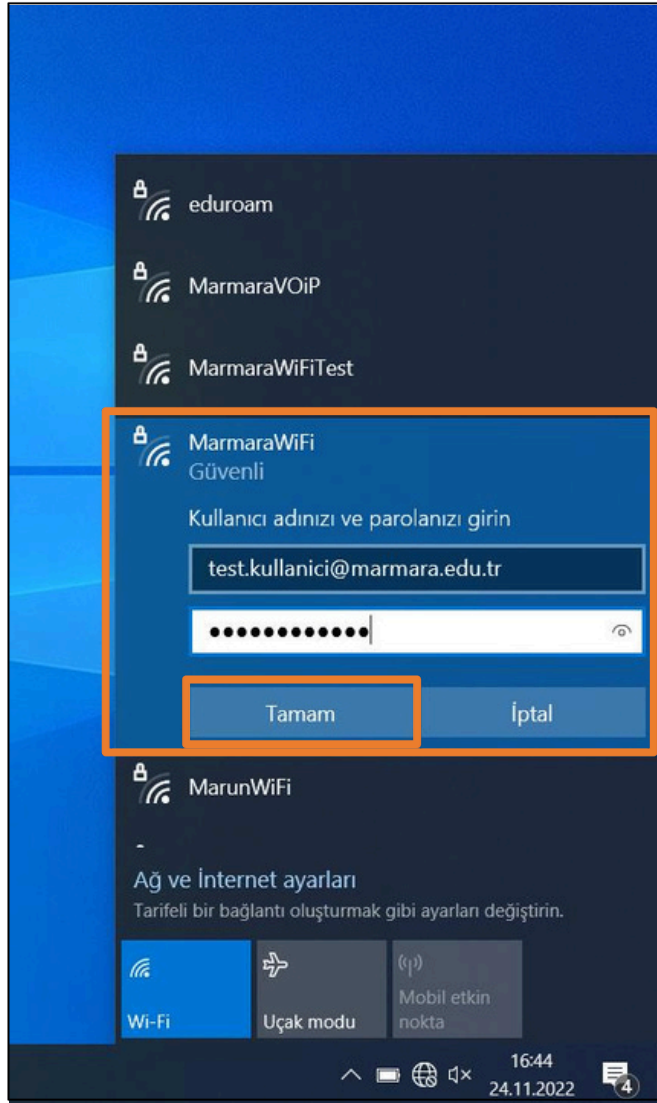 eduroam
MarmaraVOiP
MarmaraWiFiTest
MarmaraWiFi
Güvenli
Kullanıcı adınızı ve parolanızı girin
test.kullanici@marmara.edu.tr
••••••••••••
Tamam
İptal
MarunWiFi
Ağ ve İnternet ayarları
Tarifeli bir bağlantı oluşturmak gibi ayarları değiştirin.
Wi-Fi
Uçak modu
Mobil etkin
nokta
16:44
24.11.2022
4